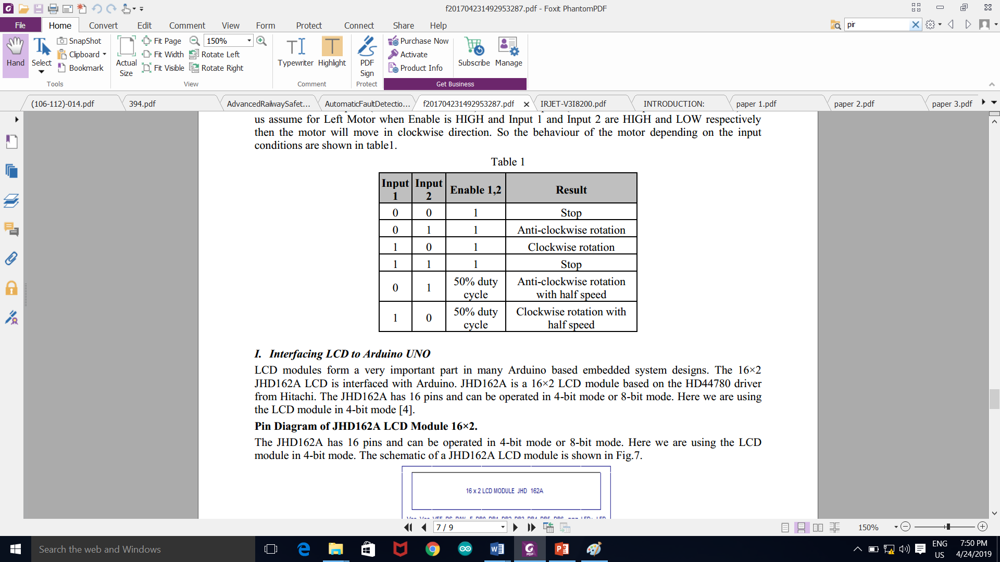 f201704231492953287.pdf - Foxit PhantomPDF
File Home Convert Edit Comment View Form Protect Connect Share Help
pir
Hand
Select
SnapShot
Clipboard
Bookmark
Tools
Actual
Size
Fit Page
Fit Width
Fit Visible
150%
Rotate Left
Rotate Right
View
Typewriter
Highlight
Comment
PDF
Sign
Protect
Purchase Now
Activate
Product Info
Subscribe
Manage
Get Business
(106-112)-014.pdf
394.pdf
AdvancedRailwaySafet...
AutomaticFaultDetectio...
f201704231492953287.pdf
IRJET-V3I8200.pdf
INTRODUCTION:
paper 1.pdf
paper 2.pdf
paper 3.pdf
us assume for Left Motor when Enable is HIGH and Input 1 and Input 2 are HIGH and LOW respectively
then the motor will move in clockwise direction. So the behaviour of the motor depending on the input
conditions are shown in table1.
Table 1
Input 1 Input 2 Enable 1,2 Result
0 0 1 Stop
0 1 1 Anti-clockwise rotation
1 0 1 Clockwise rotation
1 1 1 Stop
0 1 50% duty cycle Anti-clockwise rotation with half speed
1 0 50% duty cycle Clockwise rotation with half speed
I. Interfacing LCD to Arduino UNO
LCD modules form a very important part in many Arduino based embedded system designs. The 16×2
JHD162A LCD is interfaced with Arduino. JHD162A is a 16×2 LCD module based on the HD44780 driver
from Hitachi. The JHD162A has 16 pins and can be operated in 4-bit mode or 8-bit mode. Here we are using
the LCD module in 4-bit mode [4].
Pin Diagram of JHD162A LCD Module 16×2.
The JHD162A has 16 pins and can be operated in 4-bit mode or 8-bit mode. Here we are using the LCD
module in 4-bit mode. The schematic of a JHD162A LCD module is shown in Fig.7.
16 x 2 LCD MODULE JHD 162A
7 / 9
150%
Search the web and Windows
ENG
US
7:50 PM
4/24/2019